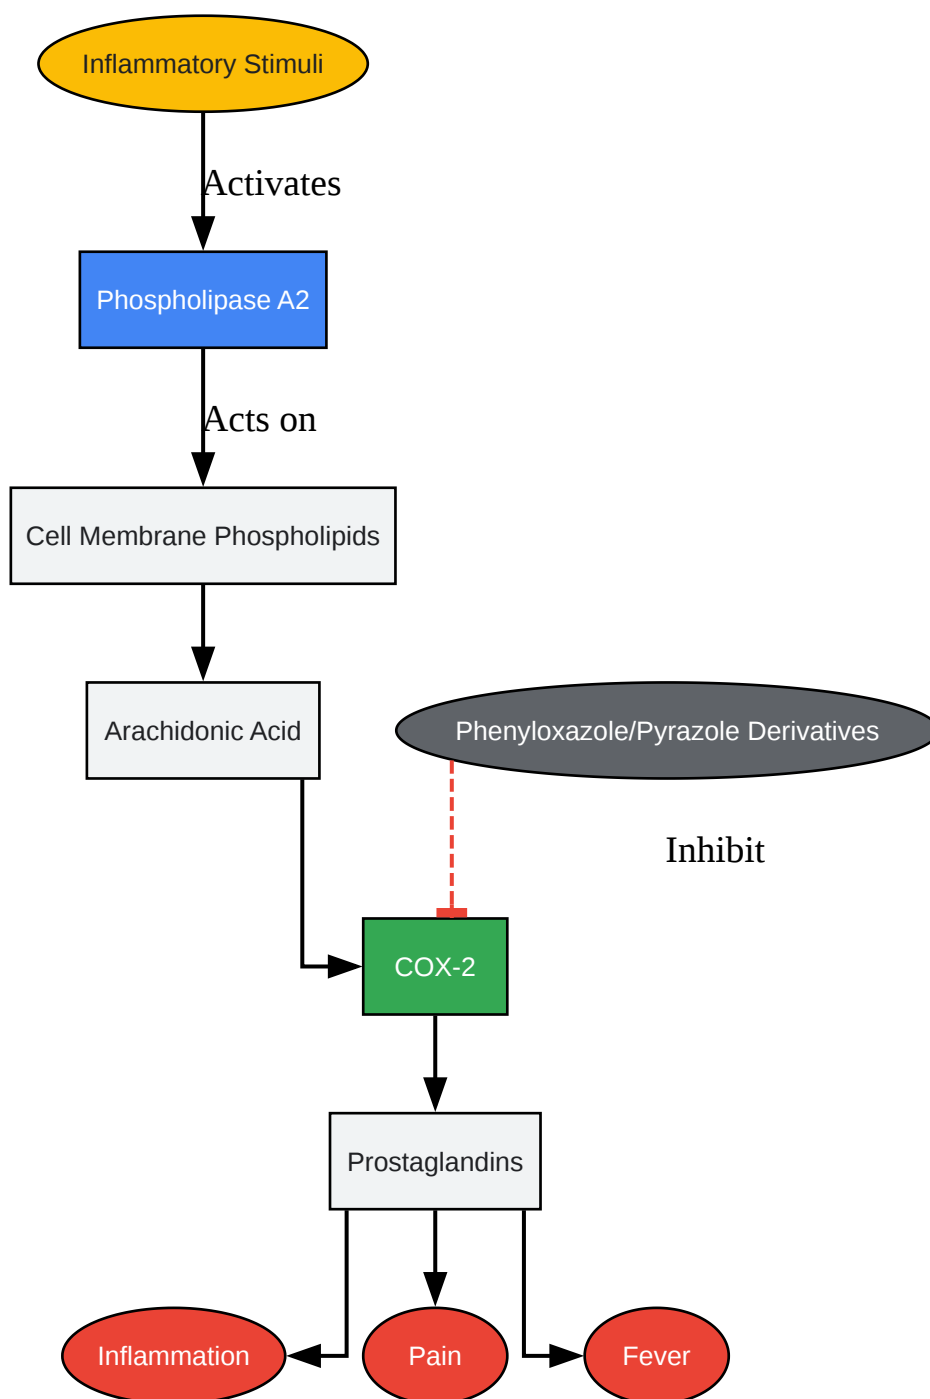 Inflammatory Stimuli
Activates
Phospholipase A2
Acts on
Cell Membrane Phospholipids
Arachidonic Acid
Phenyloxazole/Pyrazole Derivatives
Inhibit
COX-2
Prostaglandins
Inflammation
Pain
Fever